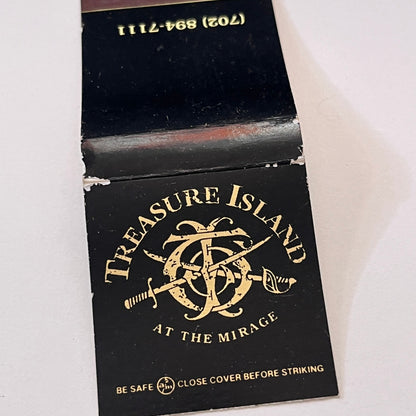 (702) 894-7111
TREASURE ISLAND
AT THE MIRAGE
BE SAFE CLOSE COVER BEFORE STRIKING